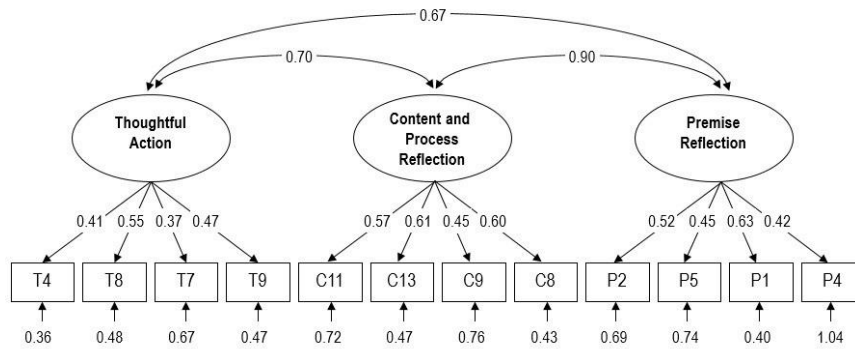 0.67
0.70 0.90
Thoughtful
Action
Content and
Process
Reflection
Premise
Reflection
0.41 0.55 0.37 0.47 0.57 0.61 0.45 0.60 0.52 0.45 0.63 0.42
T4 T8 T7 T9 C11 C13 C9 C8 P2 P5 P1 P4
0.36 0.48 0.67 0.47 0.72 0.47 0.76 0.43 0.69 0.74 0.40 1.04